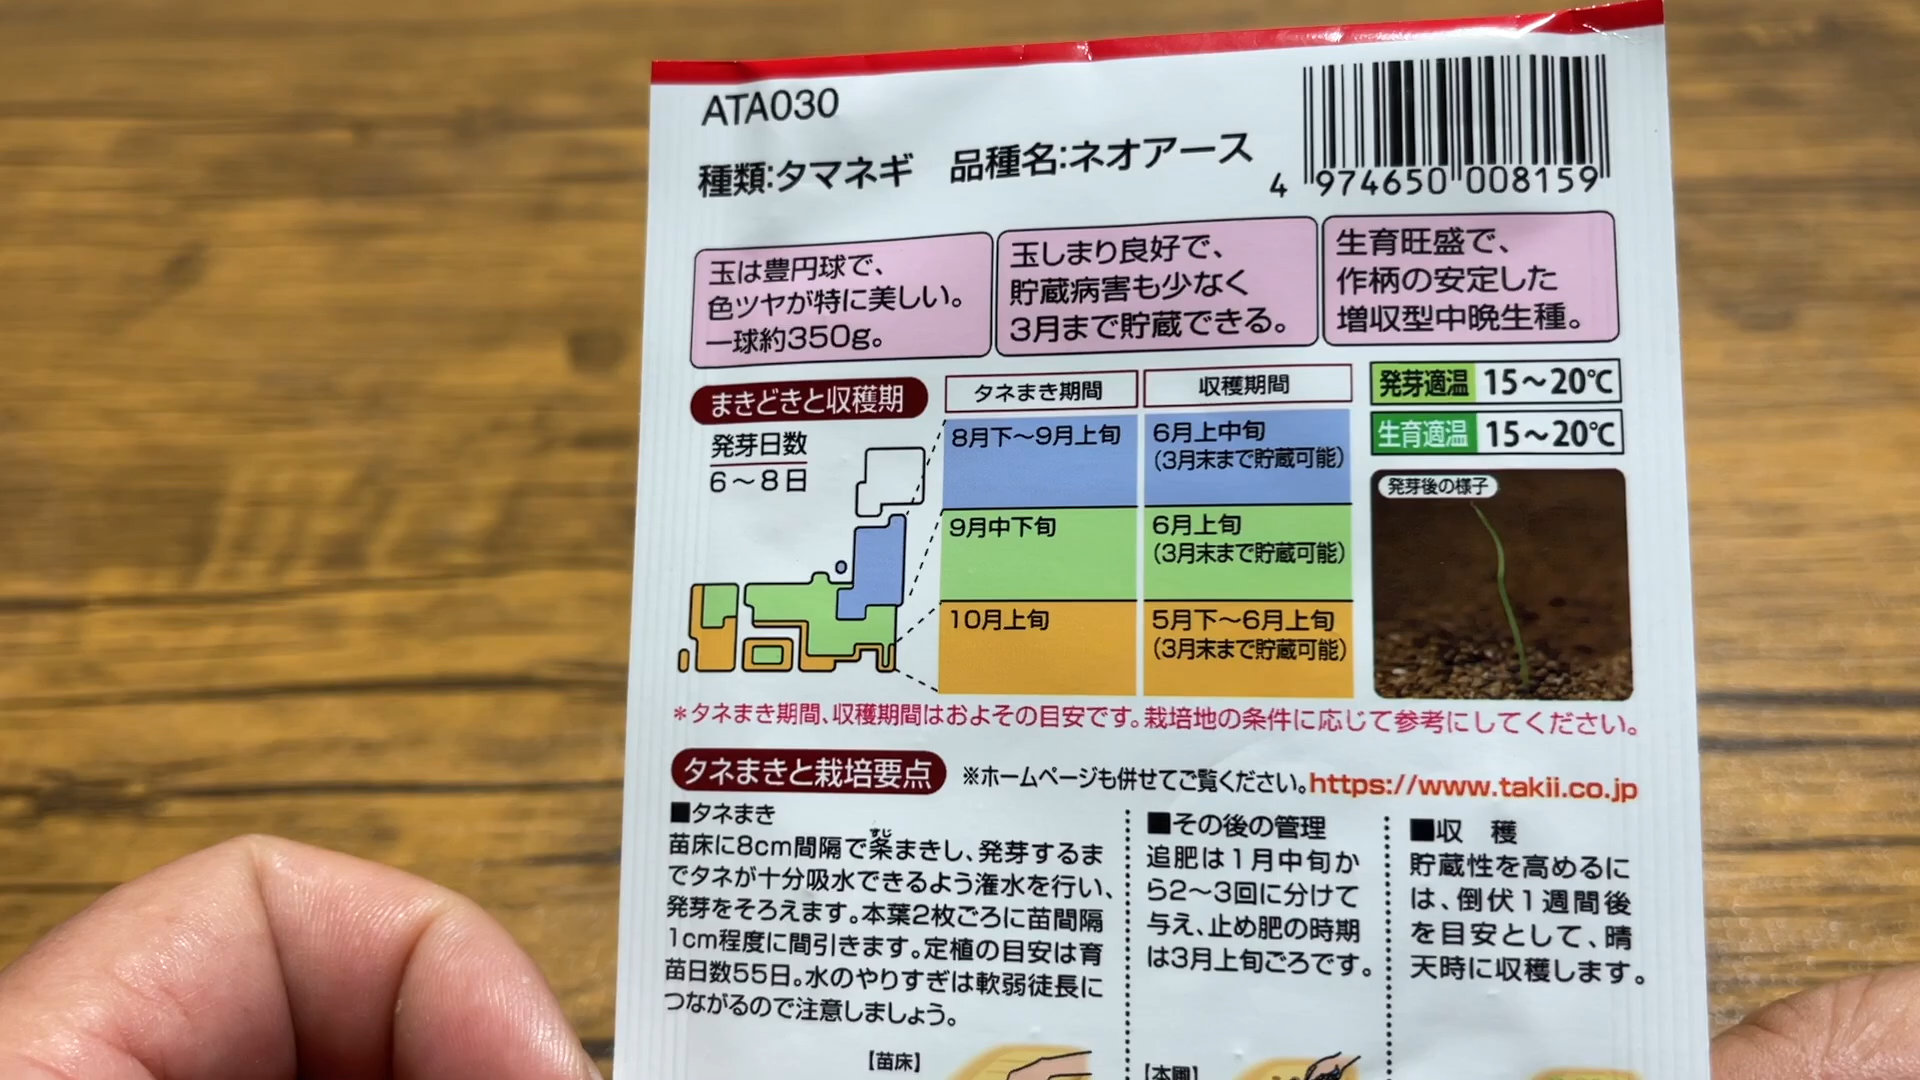 ATA030
種類:タマネギ 品種名:ネオアース
4 974650 008159
玉は豊円球で、
色ツヤが特に美しい。
一球約350g。
玉しまり良好で、
貯蔵病害も少なく
3月まで貯蔵できる。
生育旺盛で、
作柄の安定した
増収型中晩生種。
まきどきと収穫期
発芽日数
6～8日
タネまき期間
収穫期間
8月下～9月上旬
6月上中旬
(3月末まで貯蔵可能)
9月中下旬
6月上旬
(3月末まで貯蔵可能)
10月上旬
5月下～6月上旬
(3月末まで貯蔵可能)
発芽適温 15～20℃
生育適温 15～20℃
発芽後の様子
＊タネまき期間、収穫期間はおよその目安です。栽培地の条件に応じて参考にしてください。
タネまきと栽培要点 ※ホームページも併せてご覧ください。https://www.takii.co.jp
■タネまき
すじ
苗床に8cm間隔で条まきし、発芽するま
でタネが十分吸水できるよう潅水を行い、
発芽をそろえます。本葉2枚ごろに苗間隔
1cm程度に間引きます。定植の目安は育
苗日数55日。水のやりすぎは軟弱徒長に
つながるので注意しましょう。
【苗床】
■その後の管理
追肥は1月中旬か
ら2～3回に分けて
与え、止め肥の時期
は3月上旬ごろです。
【本圃】
■収 穫
貯蔵性を高めるに
は、倒伏1週間後
を目安として、晴
天時に収穫します。